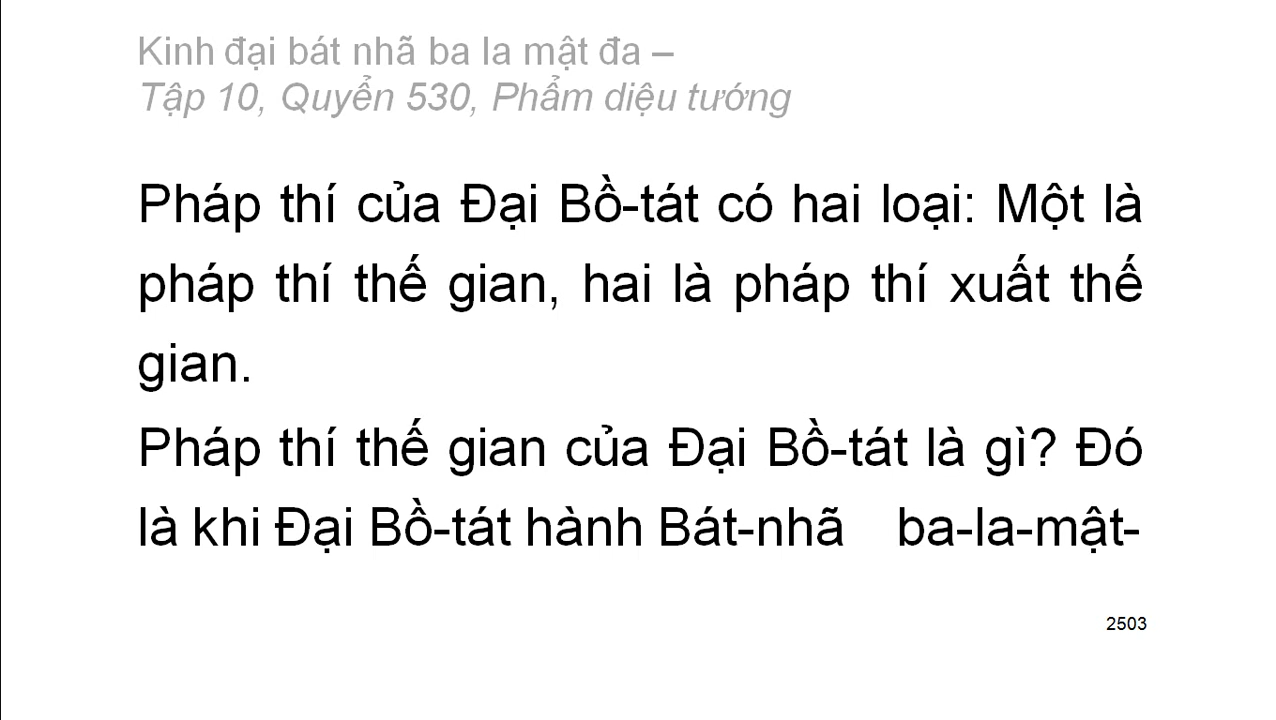 Kinh đại bát nhã ba la mật đa –
Tập 10, Quyển 530, Phẩm diệu tướng
Pháp thí của Đại Bồ-tát có hai loại: Một là
pháp thí thế gian, hai là pháp thí xuất thế
gian.
Pháp thí thế gian của Đại Bồ-tát là gì? Đó
là khi Đại Bồ-tát hành Bát-nhã ba-la-mật-
2503